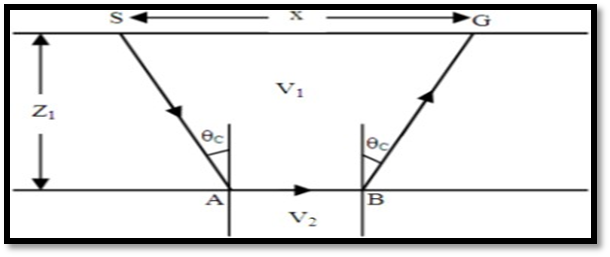 S x G
V₁
Z₁
θc θc
A B
V₂